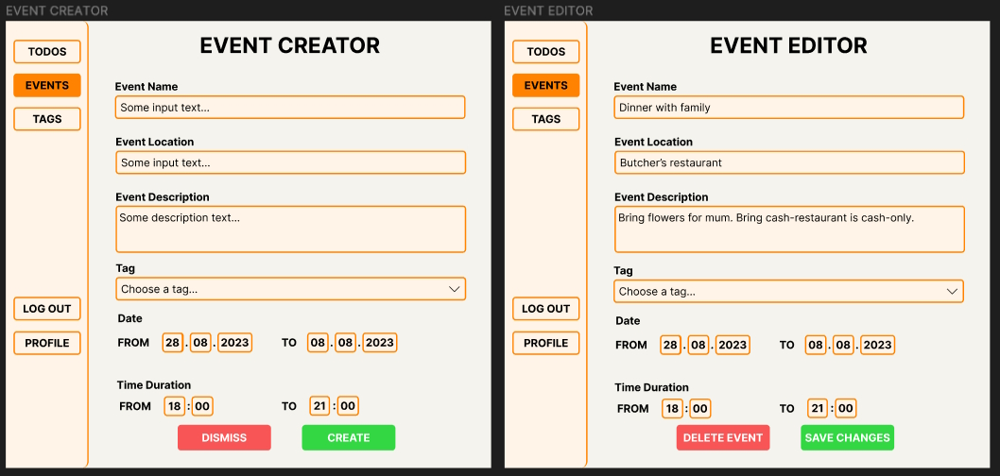 EVENT CREATOR
TODOS
EVENTS
TAGS
LOG OUT
PROFILE
EVENT CREATOR
Event Name
Some input text...
Event Location
Some input text...
Event Description
Some description text...
Tag
Choose a tag...
Date
FROM 28 . 08 . 2023 TO 08 . 08 . 2023
Time Duration
FROM 18 : 00 TO 21 : 00
DISMISS CREATE
EVENT EDITOR
TODOS
EVENTS
TAGS
LOG OUT
PROFILE
EVENT EDITOR
Event Name
Dinner with family
Event Location
Butcher's restaurant
Event Description
Bring flowers for mum. Bring cash-restaurant is cash-only.
Tag
Choose a tag...
Date
FROM 28 . 08 . 2023 TO 08 . 08 . 2023
Time Duration
FROM 18 : 00 TO 21 : 00
DELETE EVENT SAVE CHANGES